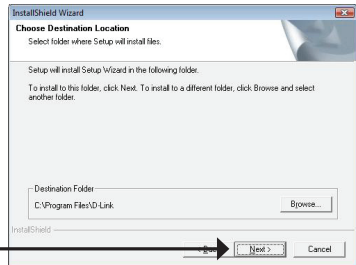 InstallShield Wizard
Choose Destination Location
Select folder where Setup will install files.
Setup will install Setup Wizard in the following folder.
To install to this folder, click Next. To install to a different folder, click Browse and select
another folder.
Destination Folder
C:\Program Files\D-Link
Browse...
InstallShield
Next > Cancel